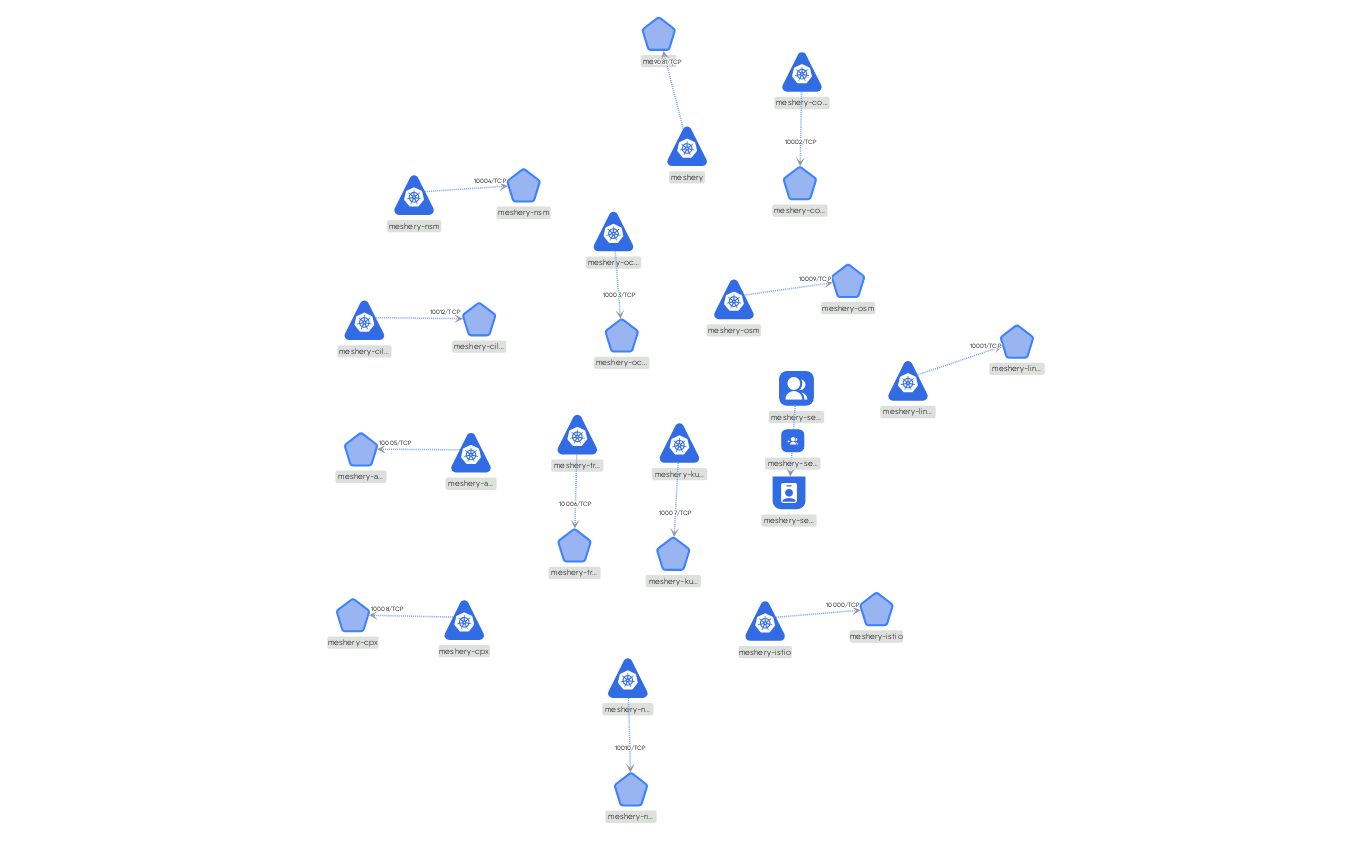 9081/TCP
meshery-co...
10002/TCP
meshery
10004/TCP
meshery-nsm
meshery-nsm
meshery-co...
meshery-oc...
10009/TCP
10003/TCP
meshery-osm
meshery-osm
10012/TCP
meshery-cil...
meshery-cil...
10001/TCP
meshery-oc...
meshery-lin...
meshery-lin...
meshery-se...
10005/TCP
meshery-a...
meshery-a...
meshery-tr...
meshery-ku...
meshery-se...
10006/TCP
10007/TCP
meshery-se...
meshery-tr...
meshery-ku...
10008/TCP
10000/TCP
meshery-cpx
meshery-cpx
meshery-istio
meshery-istio
meshery-n...
10010/TCP
meshery-n...